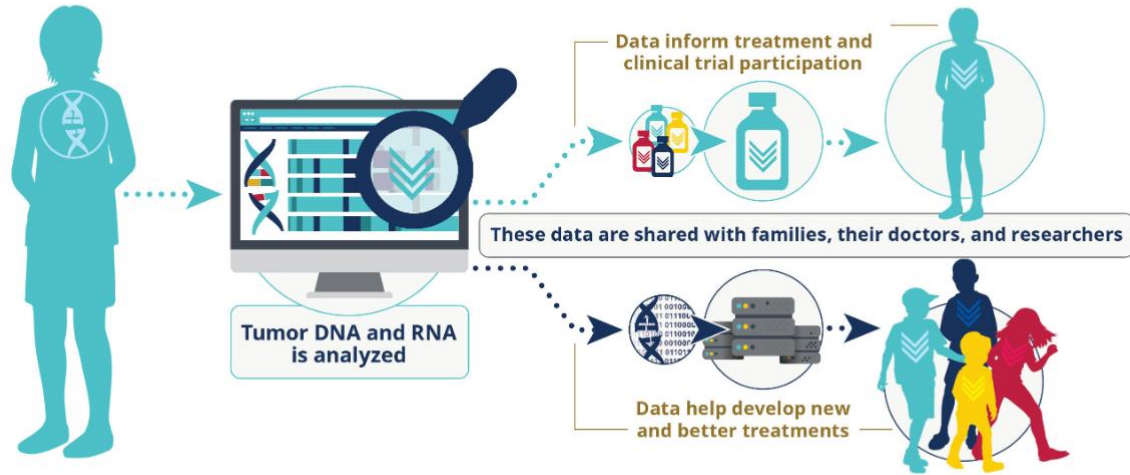 Data inform treatment and
clinical trial participation
These data are shared with families, their doctors, and researchers
Tumor DNA and RNA
is analyzed
Data help develop new
and better treatments